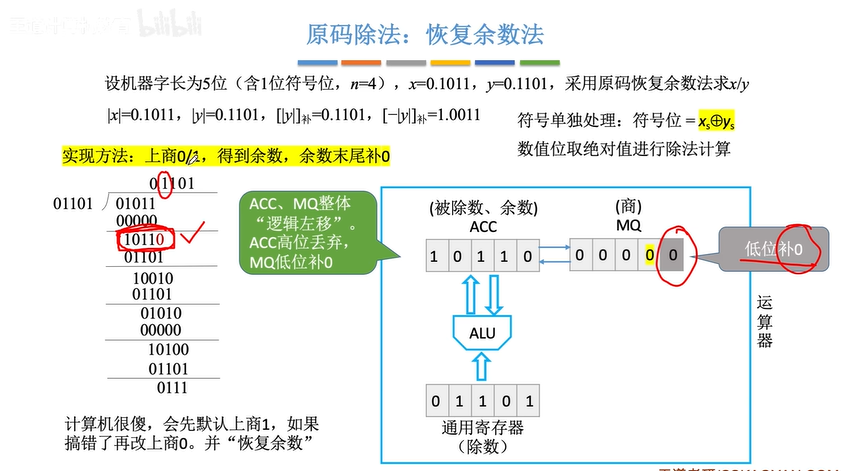 bilibili
原码除法：恢复余数法
设机器字长为5位（含1位符号位，n=4），x=0.1011，y=0.1101，采用原码恢复余数法求x/y
|x|=0.1011，|y|=0.1101，[|y|]补=0.1101，[−|y|]补=1.0011
符号单独处理：符号位 = xs⊕ys
数值位取绝对值进行除法计算
实现方法：上商0/1，得到余数，余数末尾补0
01101
01101
01011
00000
10110
01101
10010
01101
01010
00000
10100
01101
0111
ACC、MQ整体
“逻辑左移”。
ACC高位丢弃，
MQ低位补0
(被除数、余数)
ACC
(商)
MQ
1 0 1 1 0
0 0 0 0 0
低位补0
ALU
运算器
0 1 1 0 1
通用寄存器
（除数）
计算机很傻，会先默认上商1，如果
搞错了再改上商0。并“恢复余数”